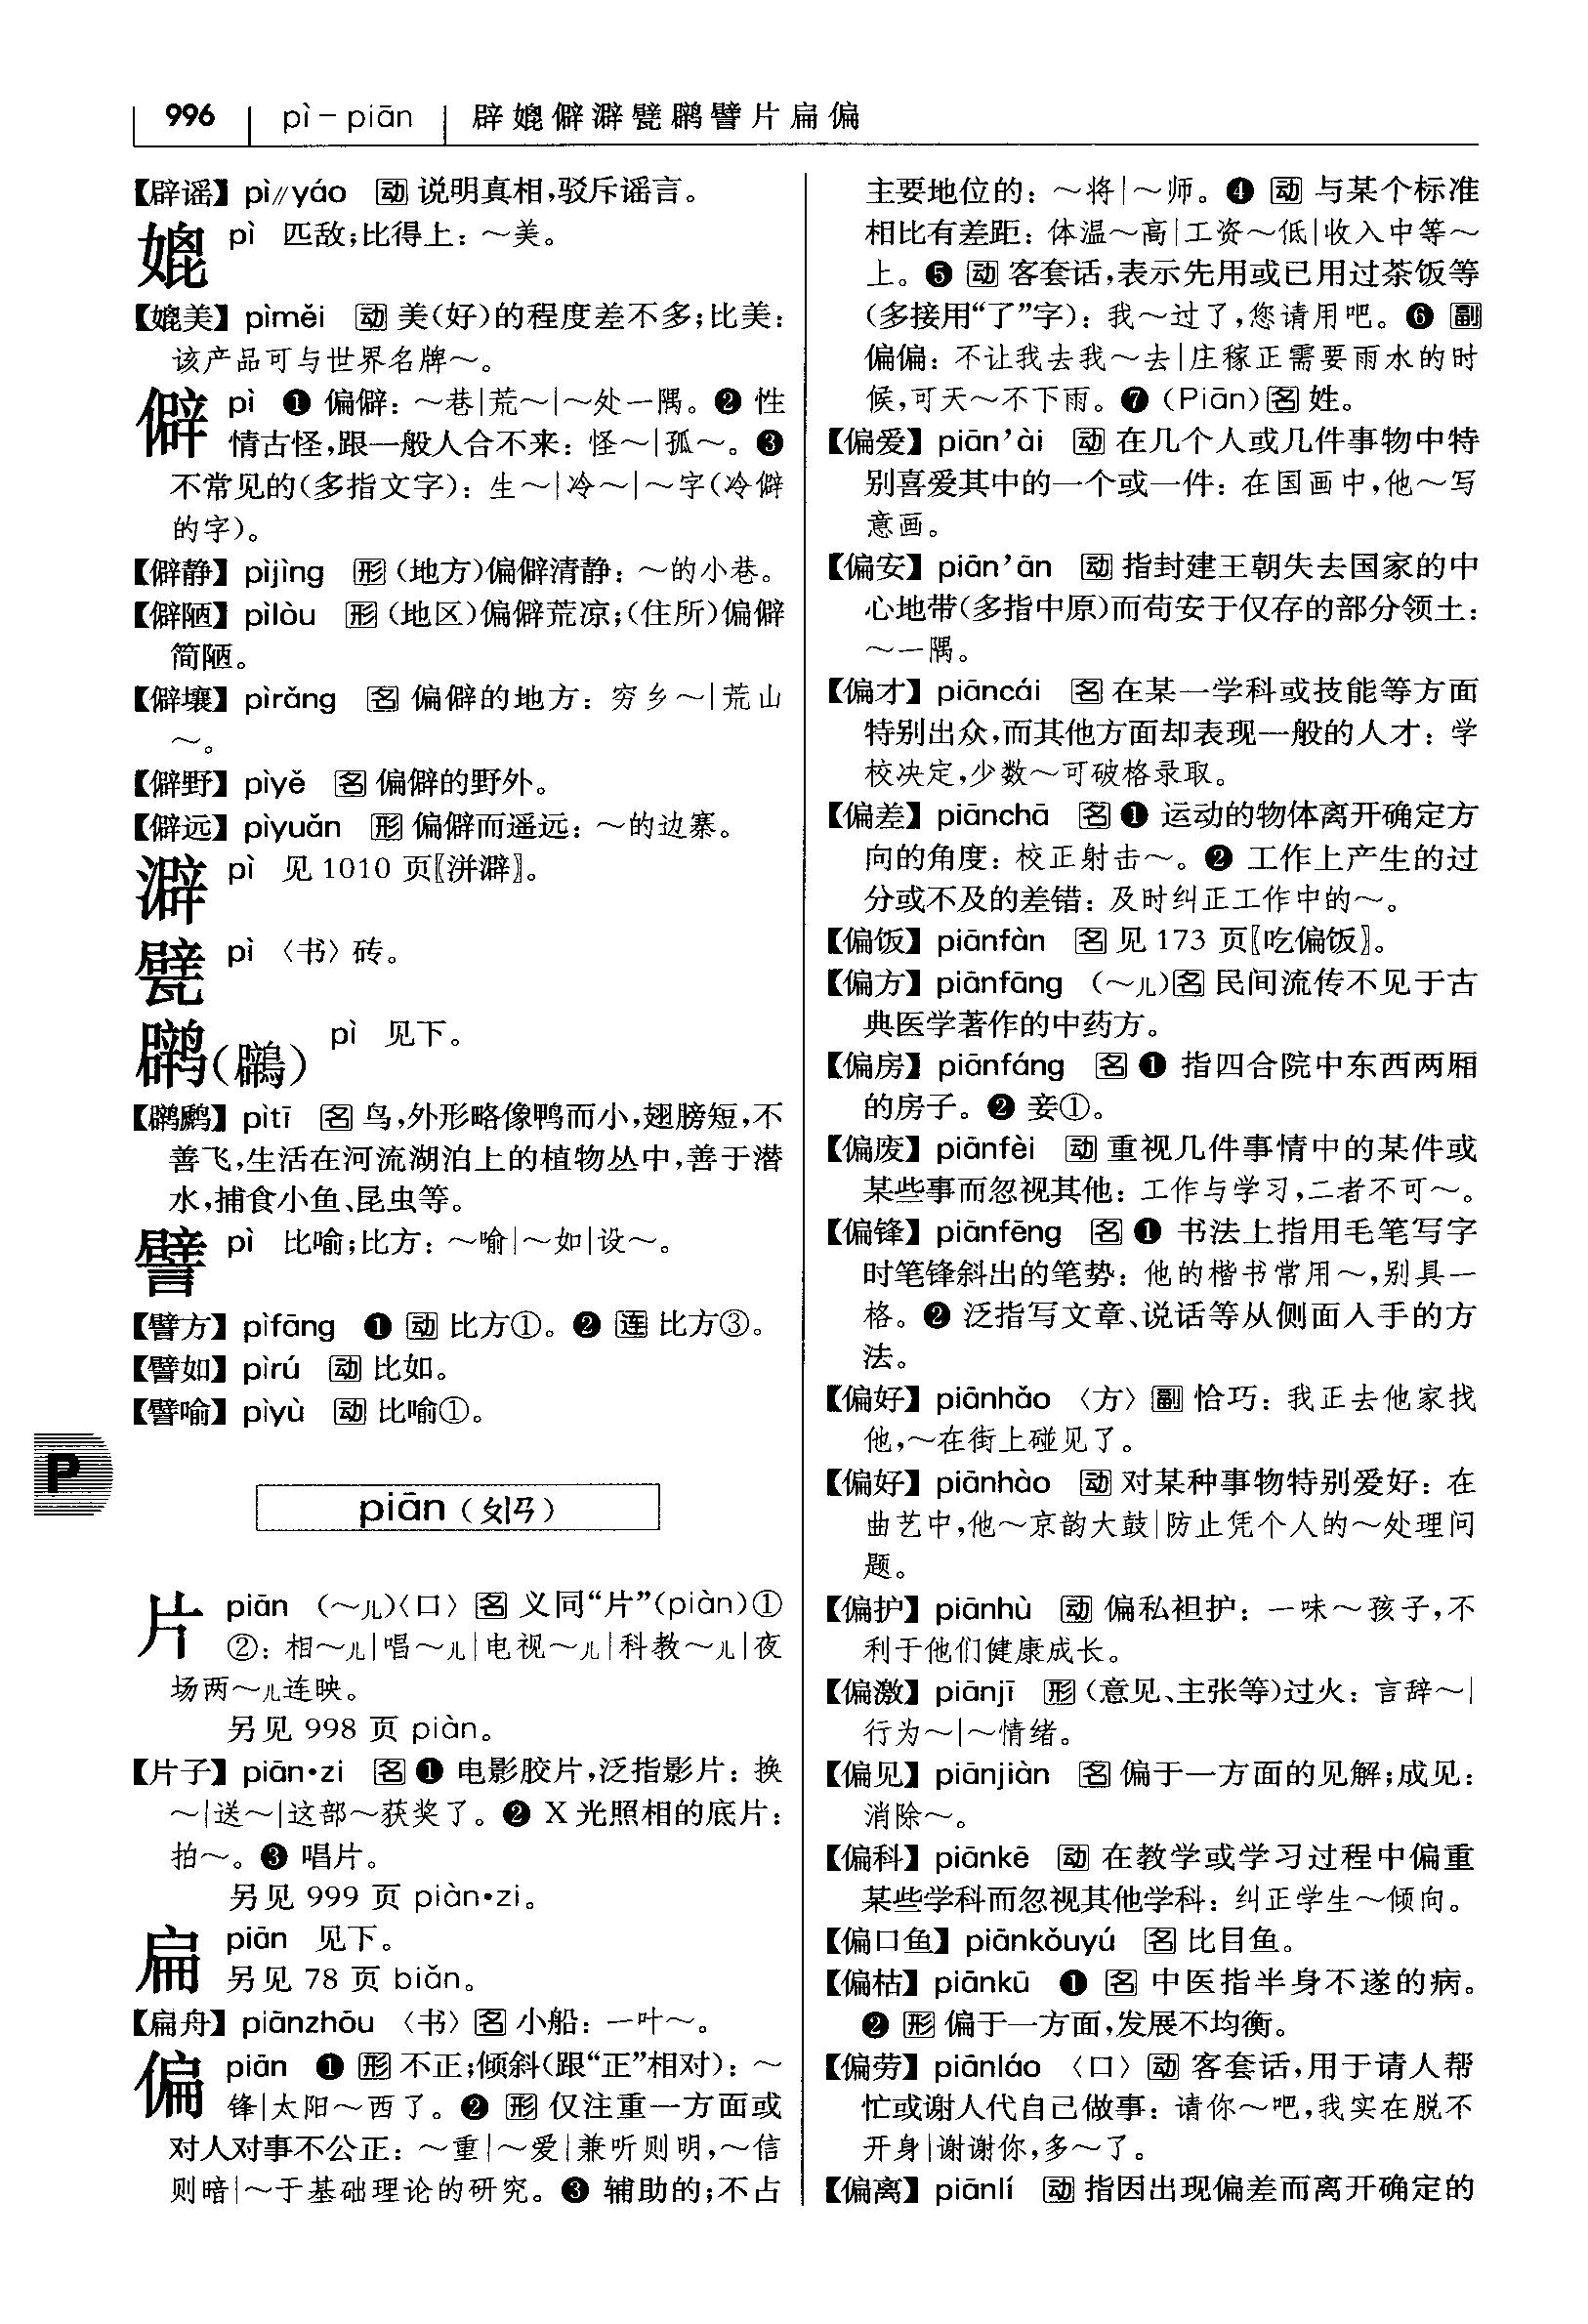 996 pì－piān 辟媲僻澼甓䴙譬片扁偏
【辟谣】pì∥yáo 动 说明真相,驳斥谣言。
媲 pì 匹敌;比得上：～美。
【媲美】pìměi 动 美(好)的程度差不多;比美：
该产品可与世界名牌～。
僻 pì ❶ 偏僻：～巷|荒～|～处一隅。❷ 性
情古怪,跟一般人合不来：怪～|孤～。❸
不常见的(多指文字)：生～|冷～|～字(冷僻
的字)。
【僻静】pìjìng 形 (地方)偏僻清静：～的小巷。
【僻陋】pìlòu 形 (地区)偏僻荒凉;(住所)偏僻
简陋。
【僻壤】pìrǎng 名 偏僻的地方：穷乡～|荒山
～。
【僻野】pìyě 名 偏僻的野外。
【僻远】pìyuǎn 形 偏僻而遥远：～的边寨。
澼 pì 见 1010 页〖洴澼〗。
甓 pì 〈书〉砖。
䴙(鷿) pì 见下。
【䴙䴘】pìtī 名 鸟,外形略像鸭而小,翅膀短,不
善飞,生活在河流湖泊上的植物丛中,善于潜
水,捕食小鱼、昆虫等。
譬 pì 比喻;比方：～喻|～如|设～。
【譬方】pìfāng ❶ 动 比方①。❷ 连 比方③。
【譬如】pìrú 动 比如。
【譬喻】pìyù 动 比喻①。
P
piān (ㄆㄧㄢ)
片 piān (～儿)〈口〉名 义同“片”(piàn)①
②：相～儿|唱～儿|电视～儿|科教～儿|夜
场两～儿连映。
另见 998 页 piàn。
【片子】piān•zi 名 ❶ 电影胶片,泛指影片：换
～|送～|这部～获奖了。❷ X 光照相的底片：
拍～。❸ 唱片。
另见 999 页 piàn•zi。
扁 piān 见下。
另见 78 页 biǎn。
【扁舟】piānzhōu 〈书〉名 小船：一叶～。
偏 piān ❶ 形 不正;倾斜(跟“正”相对)：～
锋|太阳～西了。❷ 形 仅注重一方面或
对人对事不公正：～重|～爱|兼听则明,～信
则暗|～于基础理论的研究。❸ 辅助的;不占
主要地位的：～将|～师。❹ 动 与某个标准
相比有差距：体温～高|工资～低|收入中等～
上。❺ 动 客套话,表示先用或已用过茶饭等
(多接用“了”字)：我～过了,您请用吧。❻ 副
偏偏：不让我去我～去|庄稼正需要雨水的时
候,可天～不下雨。❼ (Piān)名 姓。
【偏爱】piān’ài 动 在几个人或几件事物中特
别喜爱其中的一个或一件：在国画中,他～写
意画。
【偏安】piān’ān 动 指封建王朝失去国家的中
心地带(多指中原)而苟安于仅存的部分领土：
～一隅。
【偏才】piāncái 名 在某一学科或技能等方面
特别出众,而其他方面却表现一般的人才：学
校决定,少数～可破格录取。
【偏差】piānchā 名 ❶ 运动的物体离开确定方
向的角度：校正射击～。❷ 工作上产生的过
分或不及的差错：及时纠正工作中的～。
【偏饭】piānfàn 名 见 173 页〖吃偏饭〗。
【偏方】piānfāng (～儿)名 民间流传不见于古
典医学著作的中药方。
【偏房】piānfáng 名 ❶ 指四合院中东西两厢
的房子。❷ 妾①。
【偏废】piānfèi 动 重视几件事情中的某件或
某些事而忽视其他：工作与学习,二者不可～。
【偏锋】piānfēng 名 ❶ 书法上指用毛笔写字
时笔锋斜出的笔势：他的楷书常用～,别具一
格。❷ 泛指写文章、说话等从侧面入手的方
法。
【偏好】piānhǎo 〈方〉副 恰巧：我正去他家找
他,～在街上碰见了。
【偏好】piānhào 动 对某种事物特别爱好：在
曲艺中,他～京韵大鼓|防止凭个人的～处理问
题。
【偏护】piānhù 动 偏私袒护：一味～孩子,不
利于他们健康成长。
【偏激】piānjī 形 (意见、主张等)过火：言辞～|
行为～|～情绪。
【偏见】piānjiàn 名 偏于一方面的见解;成见：
消除～。
【偏科】piānkē 动 在教学或学习过程中偏重
某些学科而忽视其他学科：纠正学生～倾向。
【偏口鱼】piānkǒuyú 名 比目鱼。
【偏枯】piānkū ❶ 名 中医指半身不遂的病。
❷ 形 偏于一方面,发展不均衡。
【偏劳】piānláo 〈口〉动 客套话,用于请人帮
忙或谢人代自己做事：请你～吧,我实在脱不
开身|谢谢你,多～了。
【偏离】piānlí 动 指因出现偏差而离开确定的